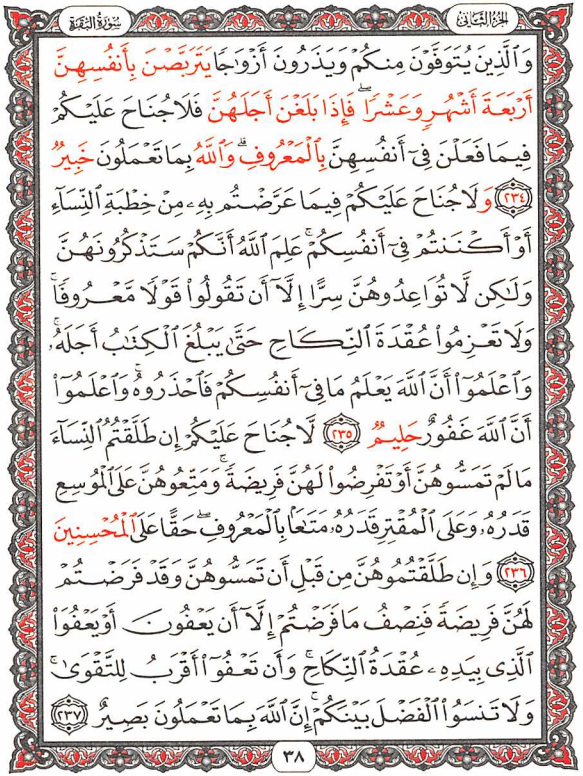 الجزء الثاني
سورة البقرة
وَٱلَّذِينَ يُتَوَفَّوْنَ مِنكُمْ وَيَذَرُونَ أَزْوَٰجًا يَتَرَبَّصْنَ بِأَنفُسِهِنَّ
أَرْبَعَةَ أَشْهُرٍ وَعَشْرًا ۖ فَإِذَا بَلَغْنَ أَجَلَهُنَّ فَلَا جُنَاحَ عَلَيْكُمْ
فِيمَا فَعَلْنَ فِىٓ أَنفُسِهِنَّ بِٱلْمَعْرُوفِ ۗ وَٱللَّهُ بِمَا تَعْمَلُونَ خَبِيرٌ
٢٣٤ وَلَا جُنَاحَ عَلَيْكُمْ فِيمَا عَرَّضْتُم بِهِۦ مِنْ خِطْبَةِ ٱلنِّسَآءِ
أَوْ أَكْنَنتُمْ فِىٓ أَنفُسِكُمْ ۚ عَلِمَ ٱللَّهُ أَنَّكُمْ سَتَذْكُرُونَهُنَّ
وَلَٰكِن لَّا تُوَاعِدُوهُنَّ سِرًّا إِلَّآ أَن تَقُولُوا۟ قَوْلًا مَّعْرُوفًا ۚ
وَلَا تَعْزِمُوا۟ عُقْدَةَ ٱلنِّكَاحِ حَتَّىٰ يَبْلُغَ ٱلْكِتَٰبُ أَجَلَهُۥ ۚ
وَٱعْلَمُوٓا۟ أَنَّ ٱللَّهَ يَعْلَمُ مَا فِىٓ أَنفُسِكُمْ فَٱحْذَرُوهُ ۚ وَٱعْلَمُوٓا۟
أَنَّ ٱللَّهَ غَفُورٌ حَلِيمٌ ٢٣٥ لَّا جُنَاحَ عَلَيْكُمْ إِن طَلَّقْتُمُ ٱلنِّسَآءَ
مَا لَمْ تَمَسُّوهُنَّ أَوْ تَفْرِضُوا۟ لَهُنَّ فَرِيضَةً ۚ وَمَتِّعُوهُنَّ عَلَى ٱلْمُوسِعِ
قَدَرُهُۥ وَعَلَى ٱلْمُقْتِرِ قَدَرُهُۥ مَتَٰعًۢا بِٱلْمَعْرُوفِ ۖ حَقًّا عَلَى ٱلْمُحْسِنِينَ
٢٣٦ وَإِن طَلَّقْتُمُوهُنَّ مِن قَبْلِ أَن تَمَسُّوهُنَّ وَقَدْ فَرَضْتُمْ
لَهُنَّ فَرِيضَةً فَنِصْفُ مَا فَرَضْتُمْ إِلَّآ أَن يَعْفُونَ أَوْ يَعْفُوَا۟
ٱلَّذِى بِيَدِهِۦ عُقْدَةُ ٱلنِّكَاحِ ۚ وَأَن تَعْفُوٓا۟ أَقْرَبُ لِلتَّقْوَىٰ ۚ
وَلَا تَنسَوُا۟ ٱلْفَضْلَ بَيْنَكُمْ ۚ إِنَّ ٱللَّهَ بِمَا تَعْمَلُونَ بَصِيرٌ ٢٣٧
٣٨